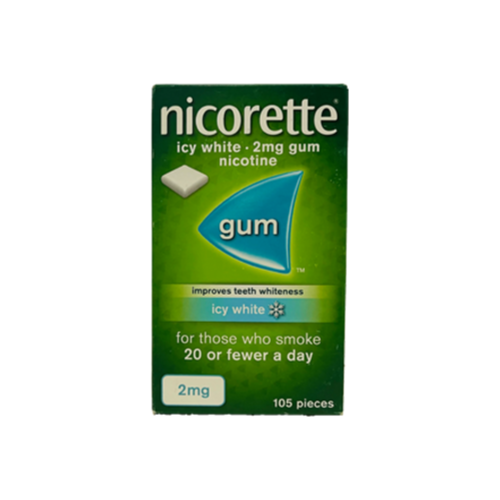 nicorette®
icy white · 2mg gum
nicotine
gum
™
improves teeth whiteness
icy white
for those who smoke
20 or fewer a day
2mg
105 pieces